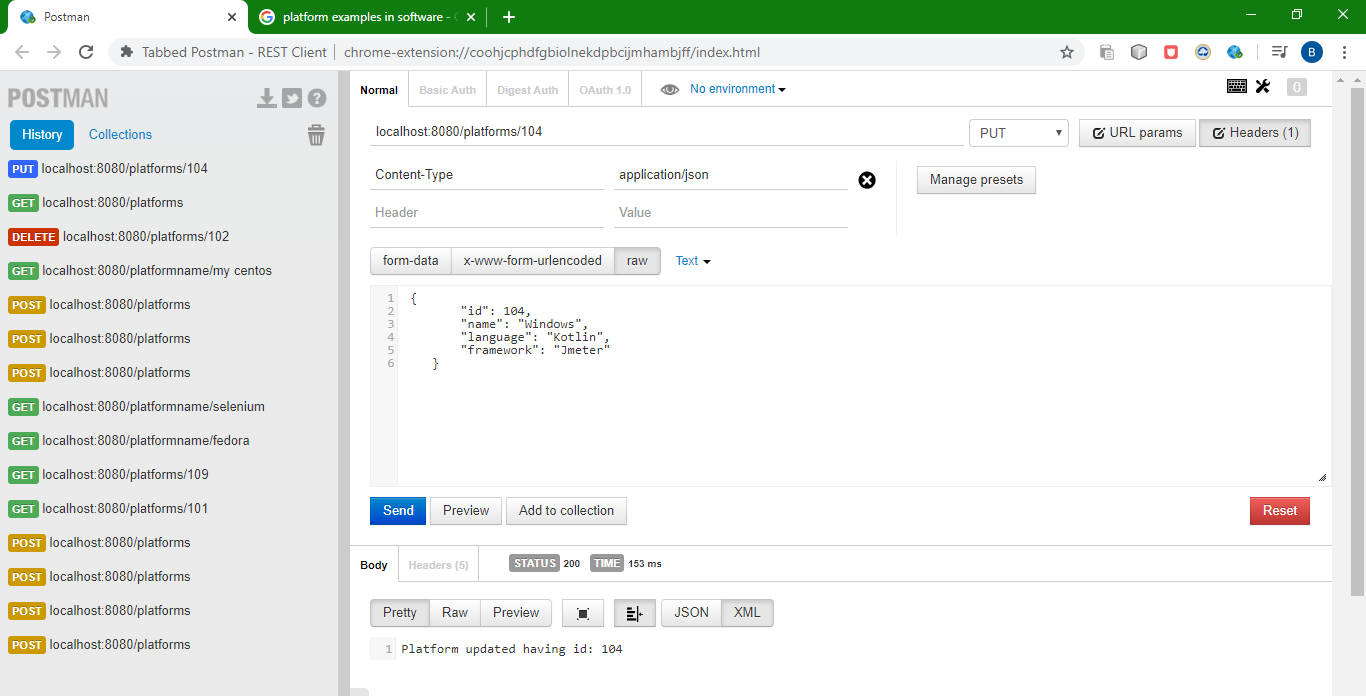 Postman
platform examples in software -
Tabbed Postman - REST Client | chrome-extension://coohjcphdfgbiolnekdpbcijmhambjff/index.html
B
POSTMAN
History Collections
PUT localhost:8080/platforms/104
GET localhost:8080/platforms
DELETE localhost:8080/platforms/102
GET localhost:8080/platformname/my centos
POST localhost:8080/platforms
POST localhost:8080/platforms
POST localhost:8080/platforms
GET localhost:8080/platformname/selenium
GET localhost:8080/platformname/fedora
GET localhost:8080/platforms/109
GET localhost:8080/platforms/101
POST localhost:8080/platforms
POST localhost:8080/platforms
POST localhost:8080/platforms
POST localhost:8080/platforms
Normal Basic Auth Digest Auth OAuth 1.0 No environment 0
localhost:8080/platforms/104 PUT URL params Headers (1)
Content-Type application/json Manage presets
Header Value
form-data x-www-form-urlencoded raw Text
1 {
2 "id": 104,
3 "name": "Windows",
4 "language": "Kotlin",
5 "framework": "Jmeter"
6 }
Send Preview Add to collection Reset
Body Headers (5) STATUS 200 TIME 153 ms
Pretty Raw Preview JSON XML
1 Platform updated having id: 104